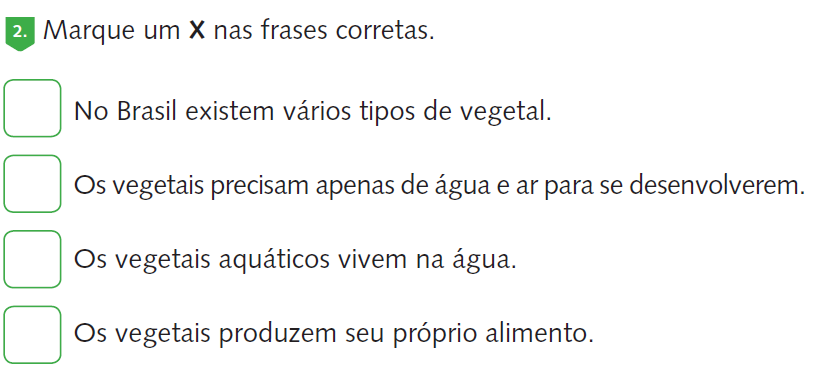 2. Marque um X nas frases corretas.
No Brasil existem vários tipos de vegetal.
Os vegetais precisam apenas de água e ar para se desenvolverem.
Os vegetais aquáticos vivem na água.
Os vegetais produzem seu próprio alimento.